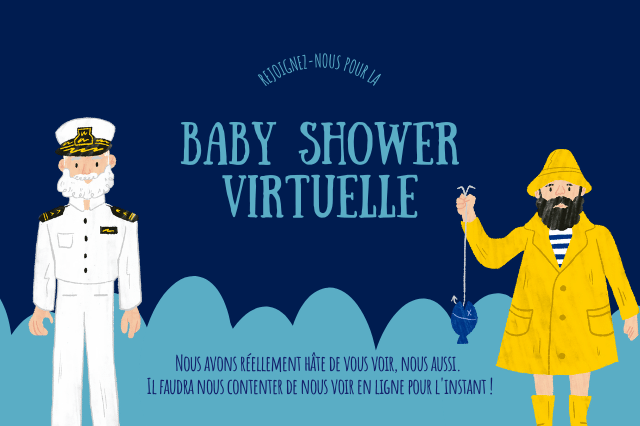 REJOIGNEZ-NOUS POUR LA
BABY SHOWER
VIRTUELLE
Nous avons réellement hâte de vous voir, nous aussi.
Il faudra nous contenter de nous voir en ligne pour l'instant !